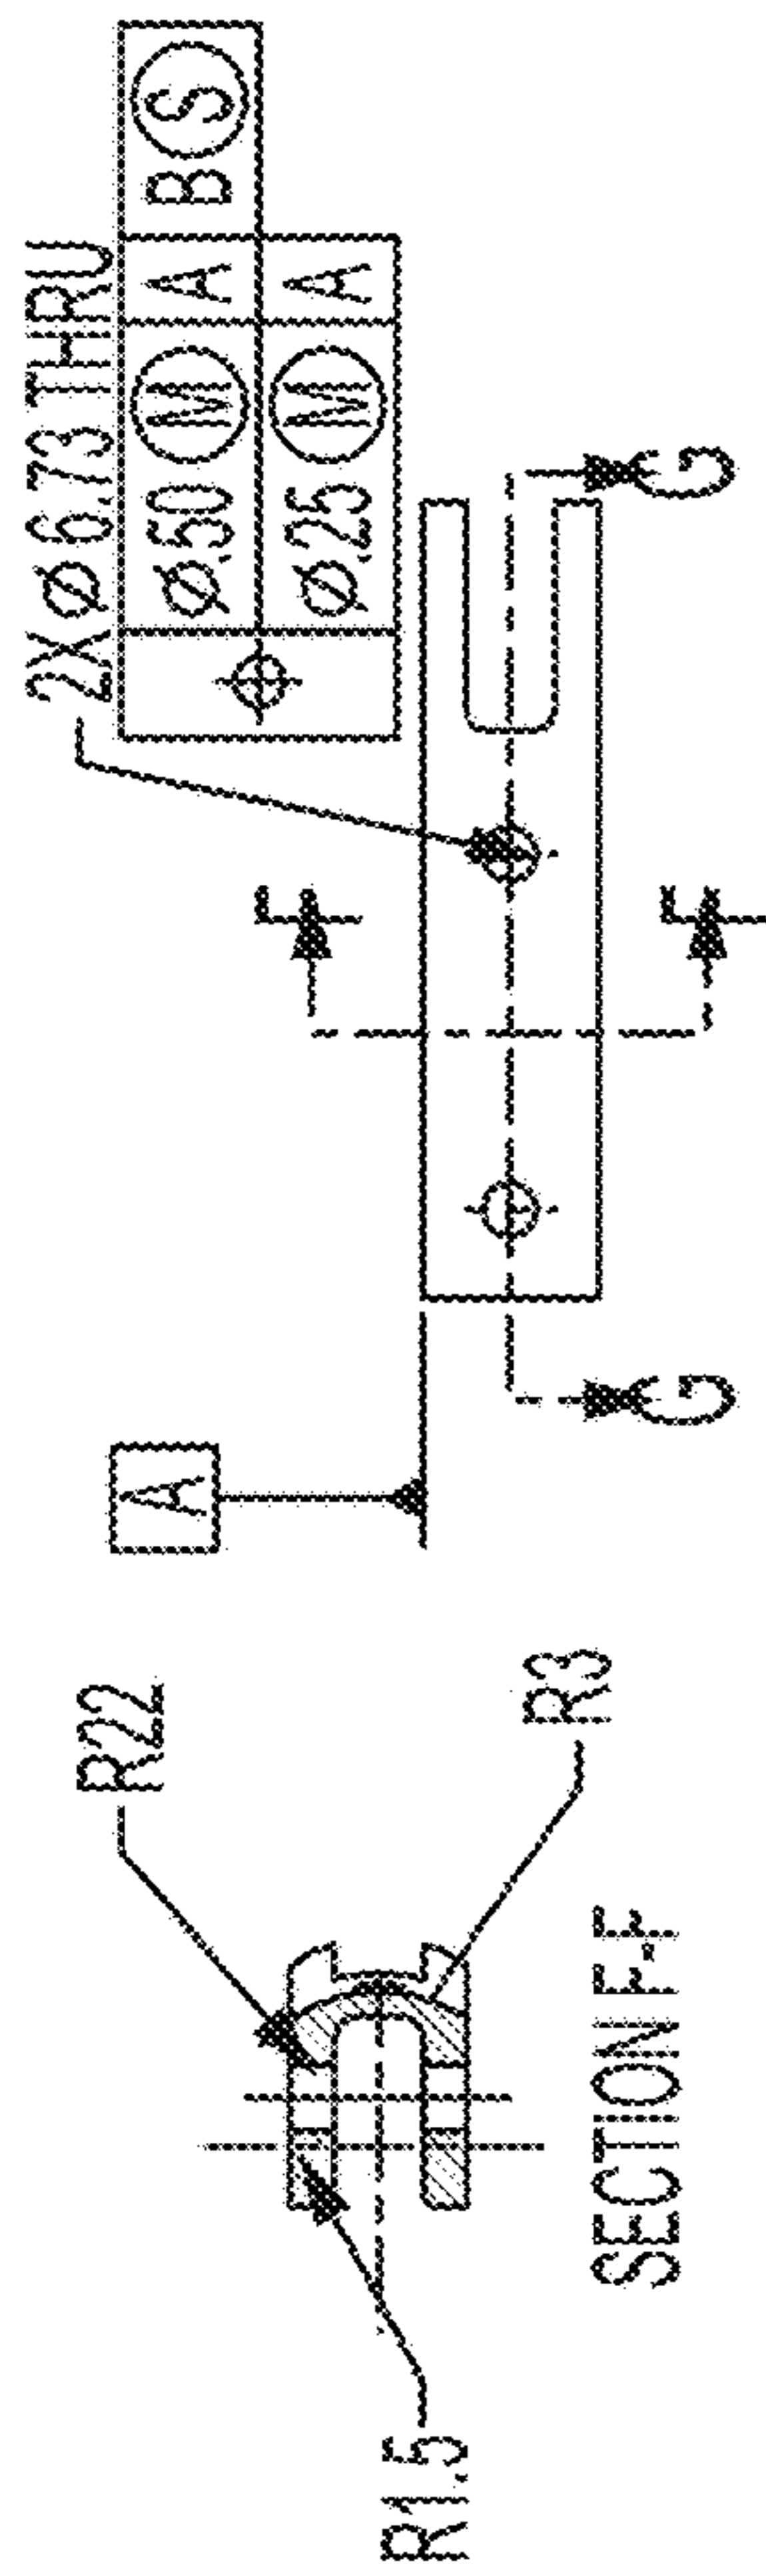 2X Ø 6.73 THRU
⌖ Ø.50 Ⓜ A B Ⓢ
Ø.25 Ⓜ A
F
F
G
G
A
R22
R3
R1.5
SECTION F-F